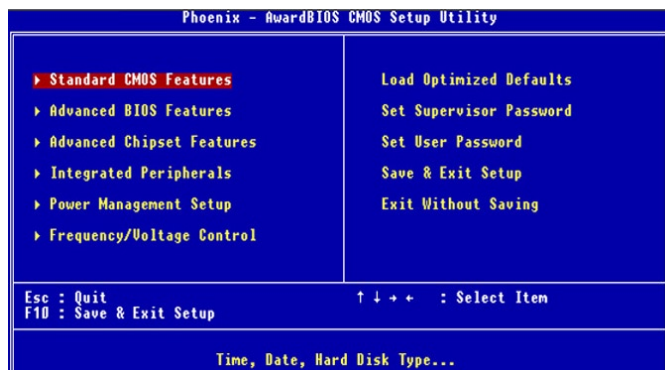 Phoenix - AwardBIOS CMOS Setup Utility
▸ Standard CMOS Features
▸ Advanced BIOS Features
▸ Advanced Chipset Features
▸ Integrated Peripherals
▸ Power Management Setup
▸ Frequency/Voltage Control
Load Optimized Defaults
Set Supervisor Password
Set User Password
Save & Exit Setup
Exit Without Saving
Esc : Quit
F10 : Save & Exit Setup
↑ ↓ → ← : Select Item
Time, Date, Hard Disk Type...